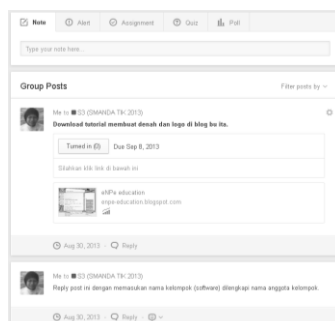 Note
Alert
Assignment
Quiz
Poll
Type your note here...
Group Posts
Filter posts by
Me to S3 (SMANDA TIK 2013)
Download tutorial membuat denah dan logo di blog bu ita.
Turned in (0) Due Sep 8, 2013
Silahkan klik link di bawah ini
eNPe education
enpe-education.blogspot.com
Aug 30, 2013 - Reply
Me to S3 (SMANDA TIK 2013)
Reply post ini dengan memasukan nama kelompok (software) dilengkapi nama anggota kelompok.
Aug 30, 2013 - Reply -